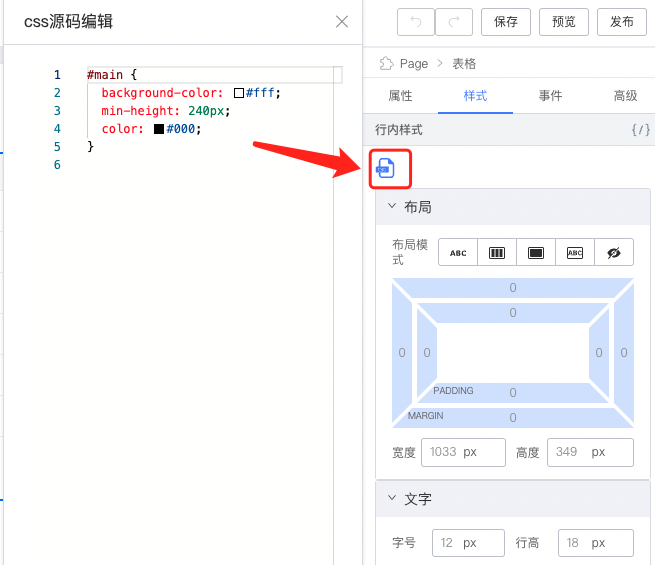 css源码编辑
1 #main {
2 background-color: #fff;
3 min-height: 240px;
4 color: #000;
5 }
6
保存 预览 发布
Page > 表格
属性 样式 事件 高级
行内样式 {/}
布局
布局模式 ABC ABC
0
0
0 0 0 0
PADDING 0
MARGIN 0
宽度 1033 px 高度 349 px
文字
字号 12 px 行高 18 px